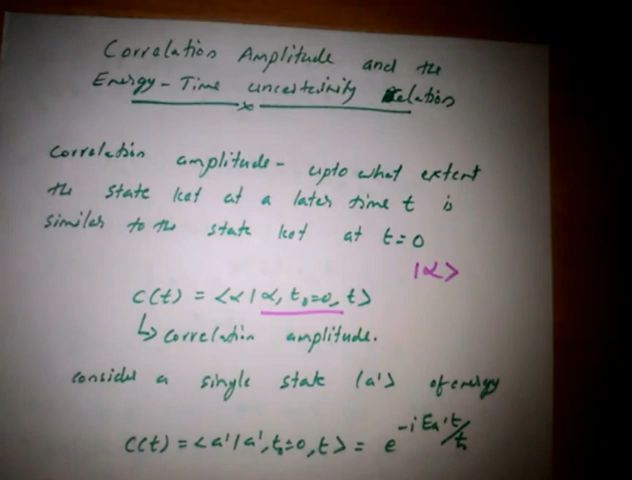 Correlation Amplitude and the
Energy-Time uncertainity Relation
Correlation amplitude - upto what extent
the state ket at a later time t is
similar to the state ket at t=0
|α>
C(t) = <α|α, t₀=0, t>
↳ correlation amplitude.
consider a single state |a'> of energy
C(t) = <a'|a', t₀=0, t> = e^{-iEa't/ħ}